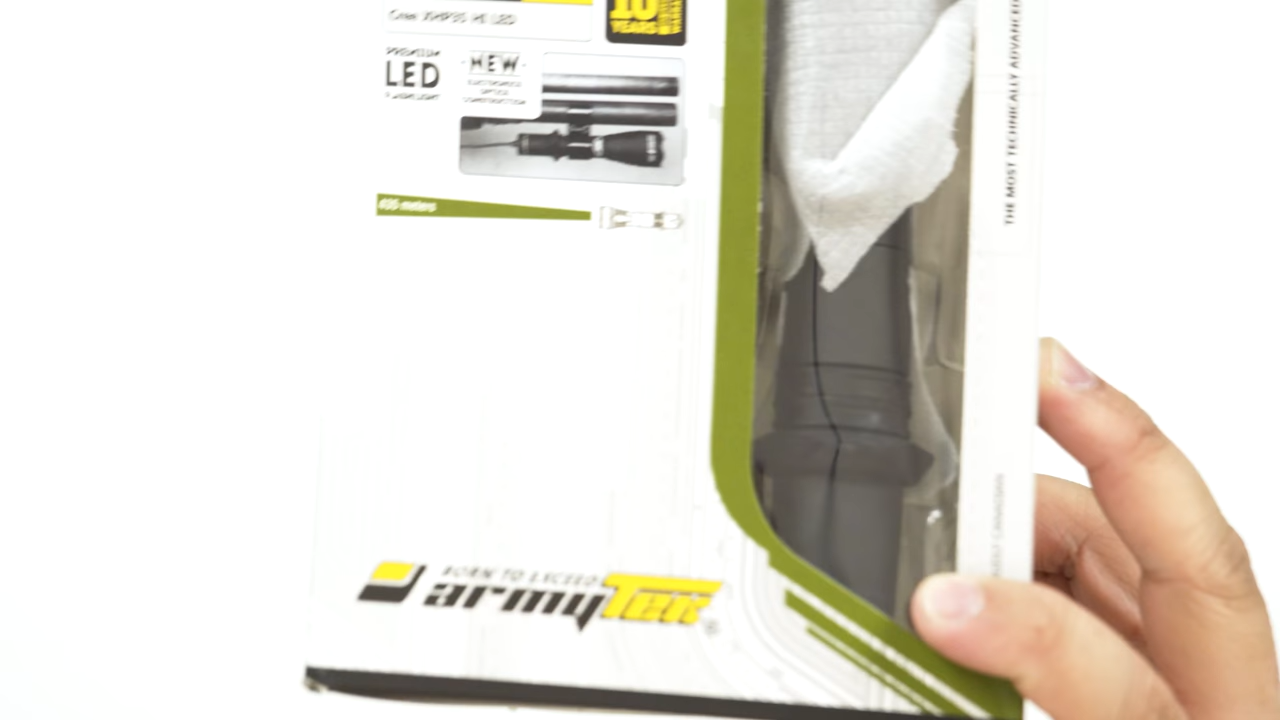 Cree XHP35 HI LED
10
YEARS
PREMIUM
LED
FLASHLIGHT
NEW
ELECTRONICS
OPTICS
CONSTRUCTION
THE MOST TECHNICALLY ADVANCED
BORN TO EXCEED
armyTek